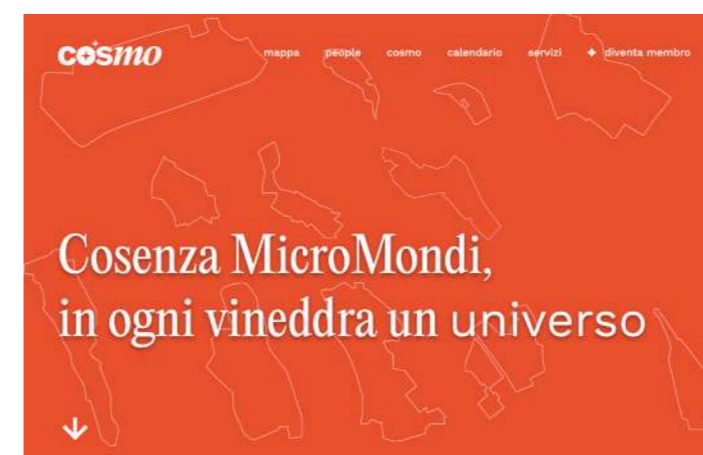 cosmo
mappa people cosmo calendario servizi diventa membro
Cosenza MicroMondi,
in ogni vineddra un universo